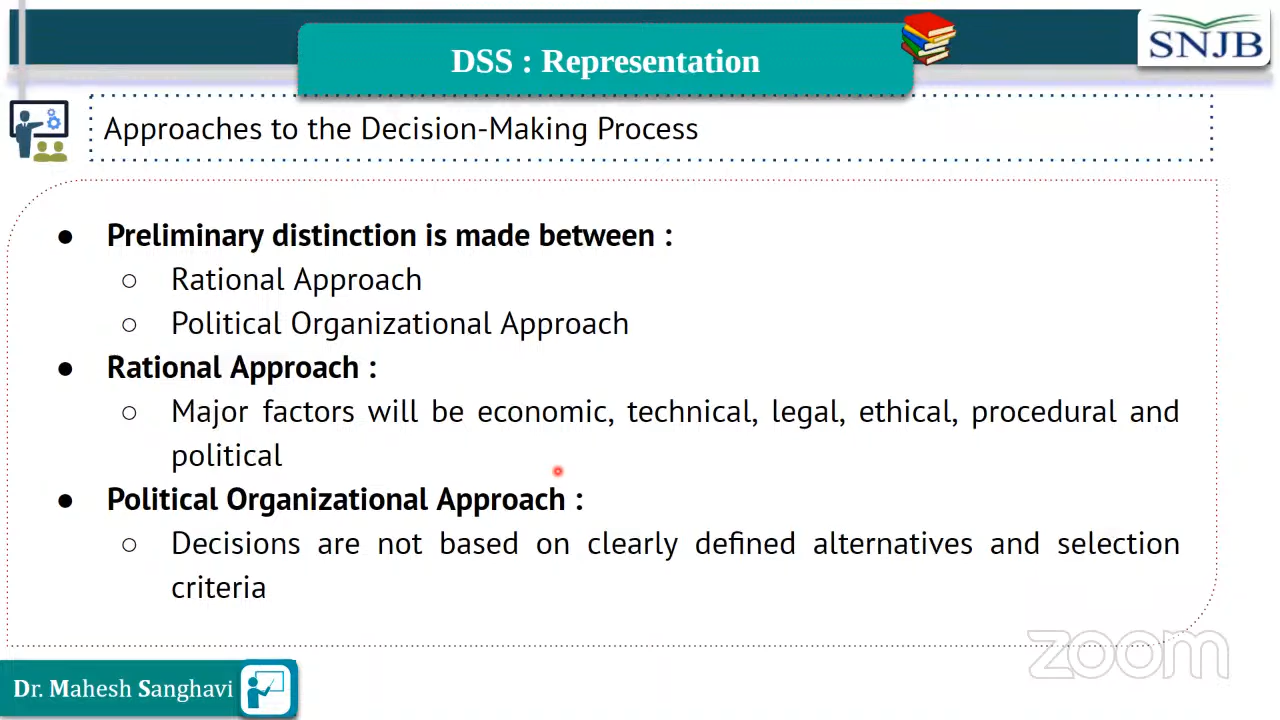 DSS : Representation
SNJB
Approaches to the Decision-Making Process
● Preliminary distinction is made between :
○ Rational Approach
○ Political Organizational Approach
● Rational Approach :
○ Major factors will be economic, technical, legal, ethical, procedural and
political
● Political Organizational Approach :
○ Decisions are not based on clearly defined alternatives and selection
criteria
zoom
Dr. Mahesh Sanghavi